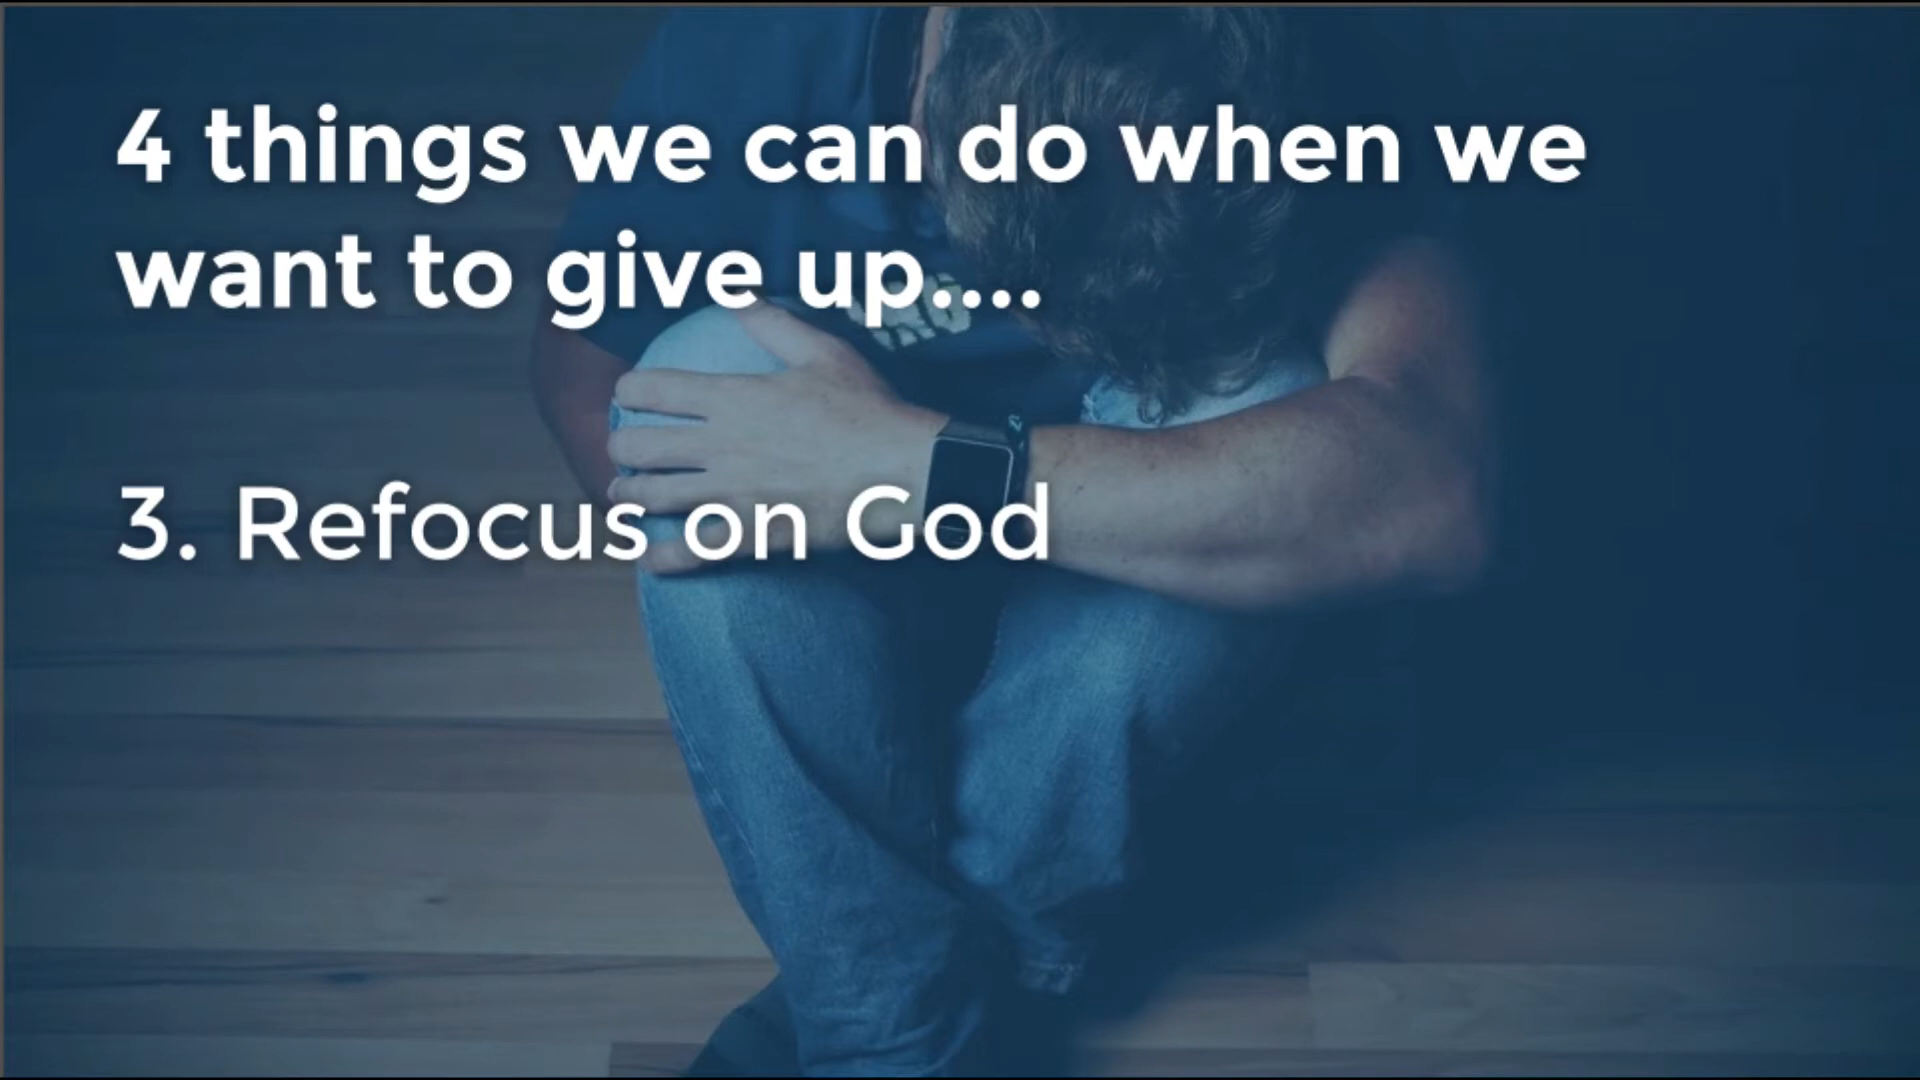 4 things we can do when we
want to give up....
3. Refocus on God